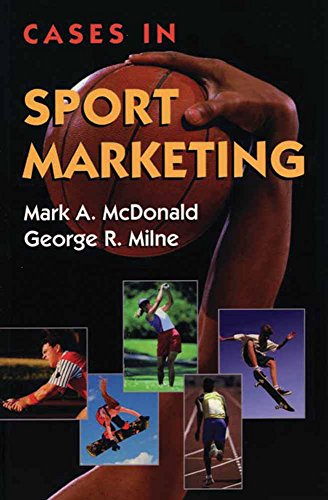 CASES IN
SPORT
MARKETING
Mark A. McDonald
George R. Milne